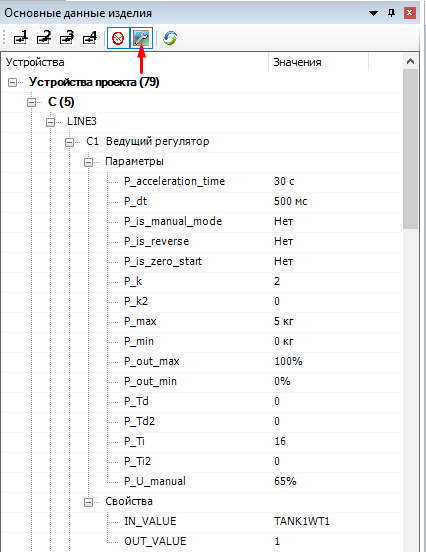 Основные данные изделия
1 2 3 4
Устройства Значения
Устройства проекта (79)
C (5)
LINE3
C1 Ведущий регулятор
Параметры
P_acceleration_time 30 с
P_dt 500 мс
P_is_manual_mode Нет
P_is_reverse Нет
P_is_zero_start Нет
P_k 2
P_k2 0
P_max 5 кг
P_min 0 кг
P_out_max 100%
P_out_min 0%
P_Td 0
P_Td2 0
P_Ti 16
P_Ti2 0
P_U_manual 65%
Свойства
IN_VALUE TANK1WT1
OUT_VALUE 1